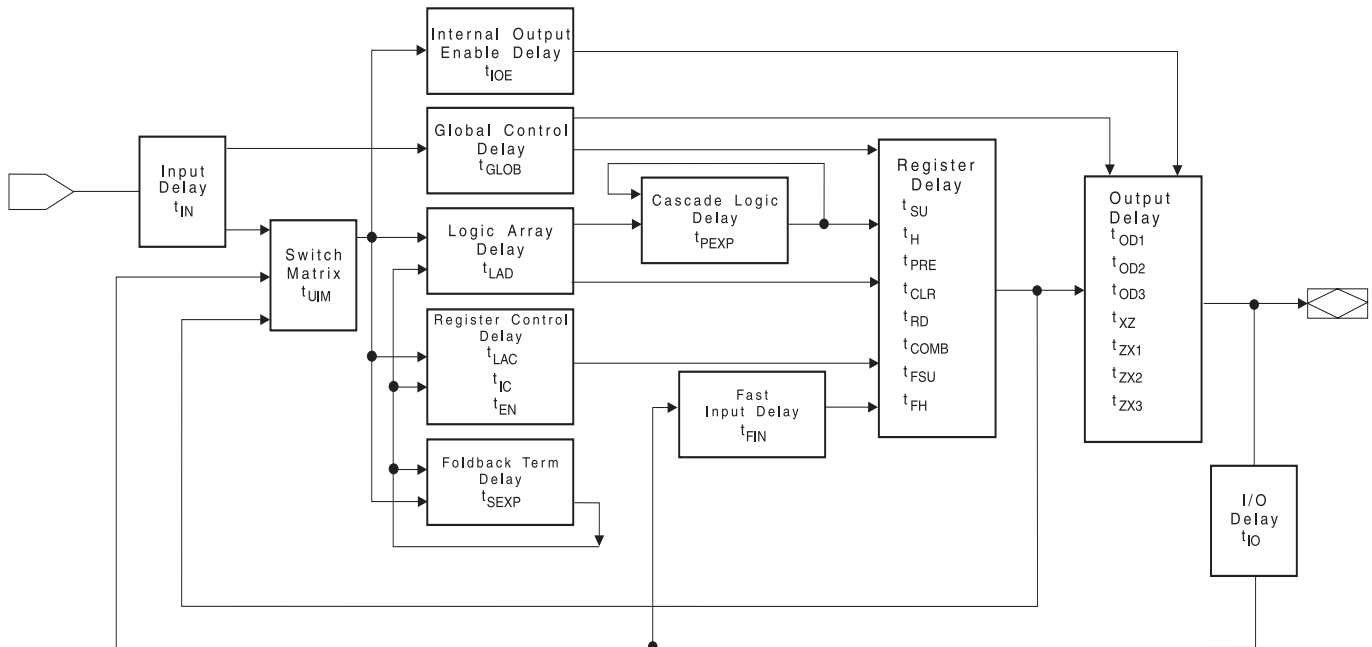 Internal Output
Enable Delay
tIOE
Global Control
Delay
tGLOB
Input
Delay
tIN
Switch
Matrix
tUIM
Logic Array
Delay
tLAD
Cascade Logic
Delay
tPEXP
Register Control
Delay
tLAC
tIC
tEN
Foldback Term
Delay
tSEXP
Fast
Input Delay
tFIN
Register
Delay
tSU
tH
tPRE
tCLR
tRD
tCOMB
tFSU
tFH
Output
Delay
tOD1
tOD2
tOD3
tXZ
tZX1
tZX2
tZX3
I/O
Delay
tIO